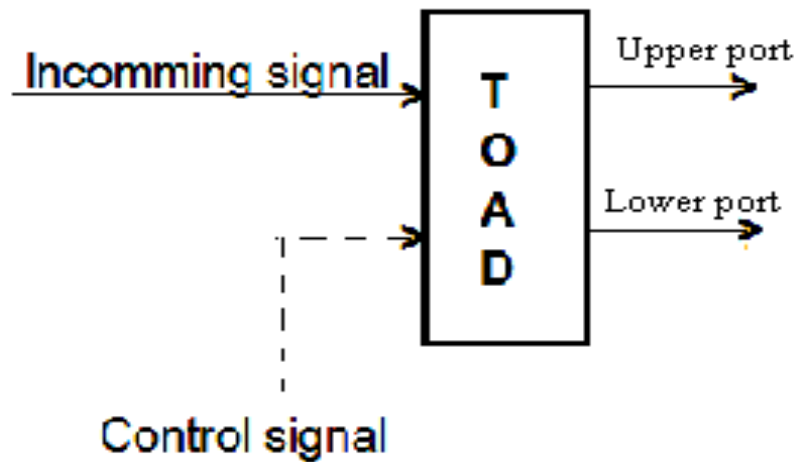 Incomming signal
Upper port
T
O
A
D
Lower port
Control signal